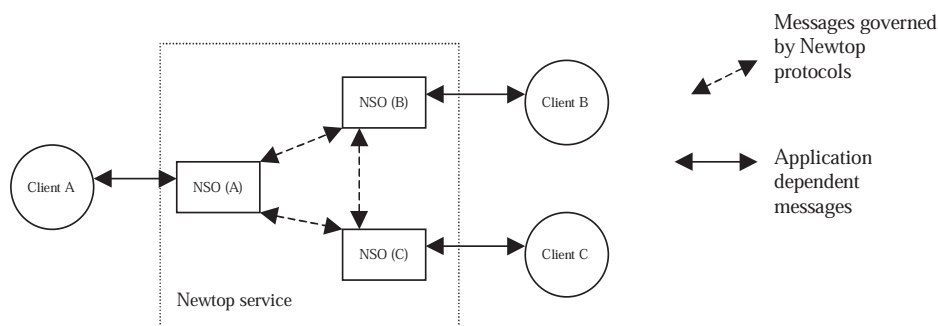 Messages governed
by Newtop
protocols
NSO (B)
Client B
Client A
NSO (A)
Application
dependent
messages
NSO (C)
Client C
Newtop service